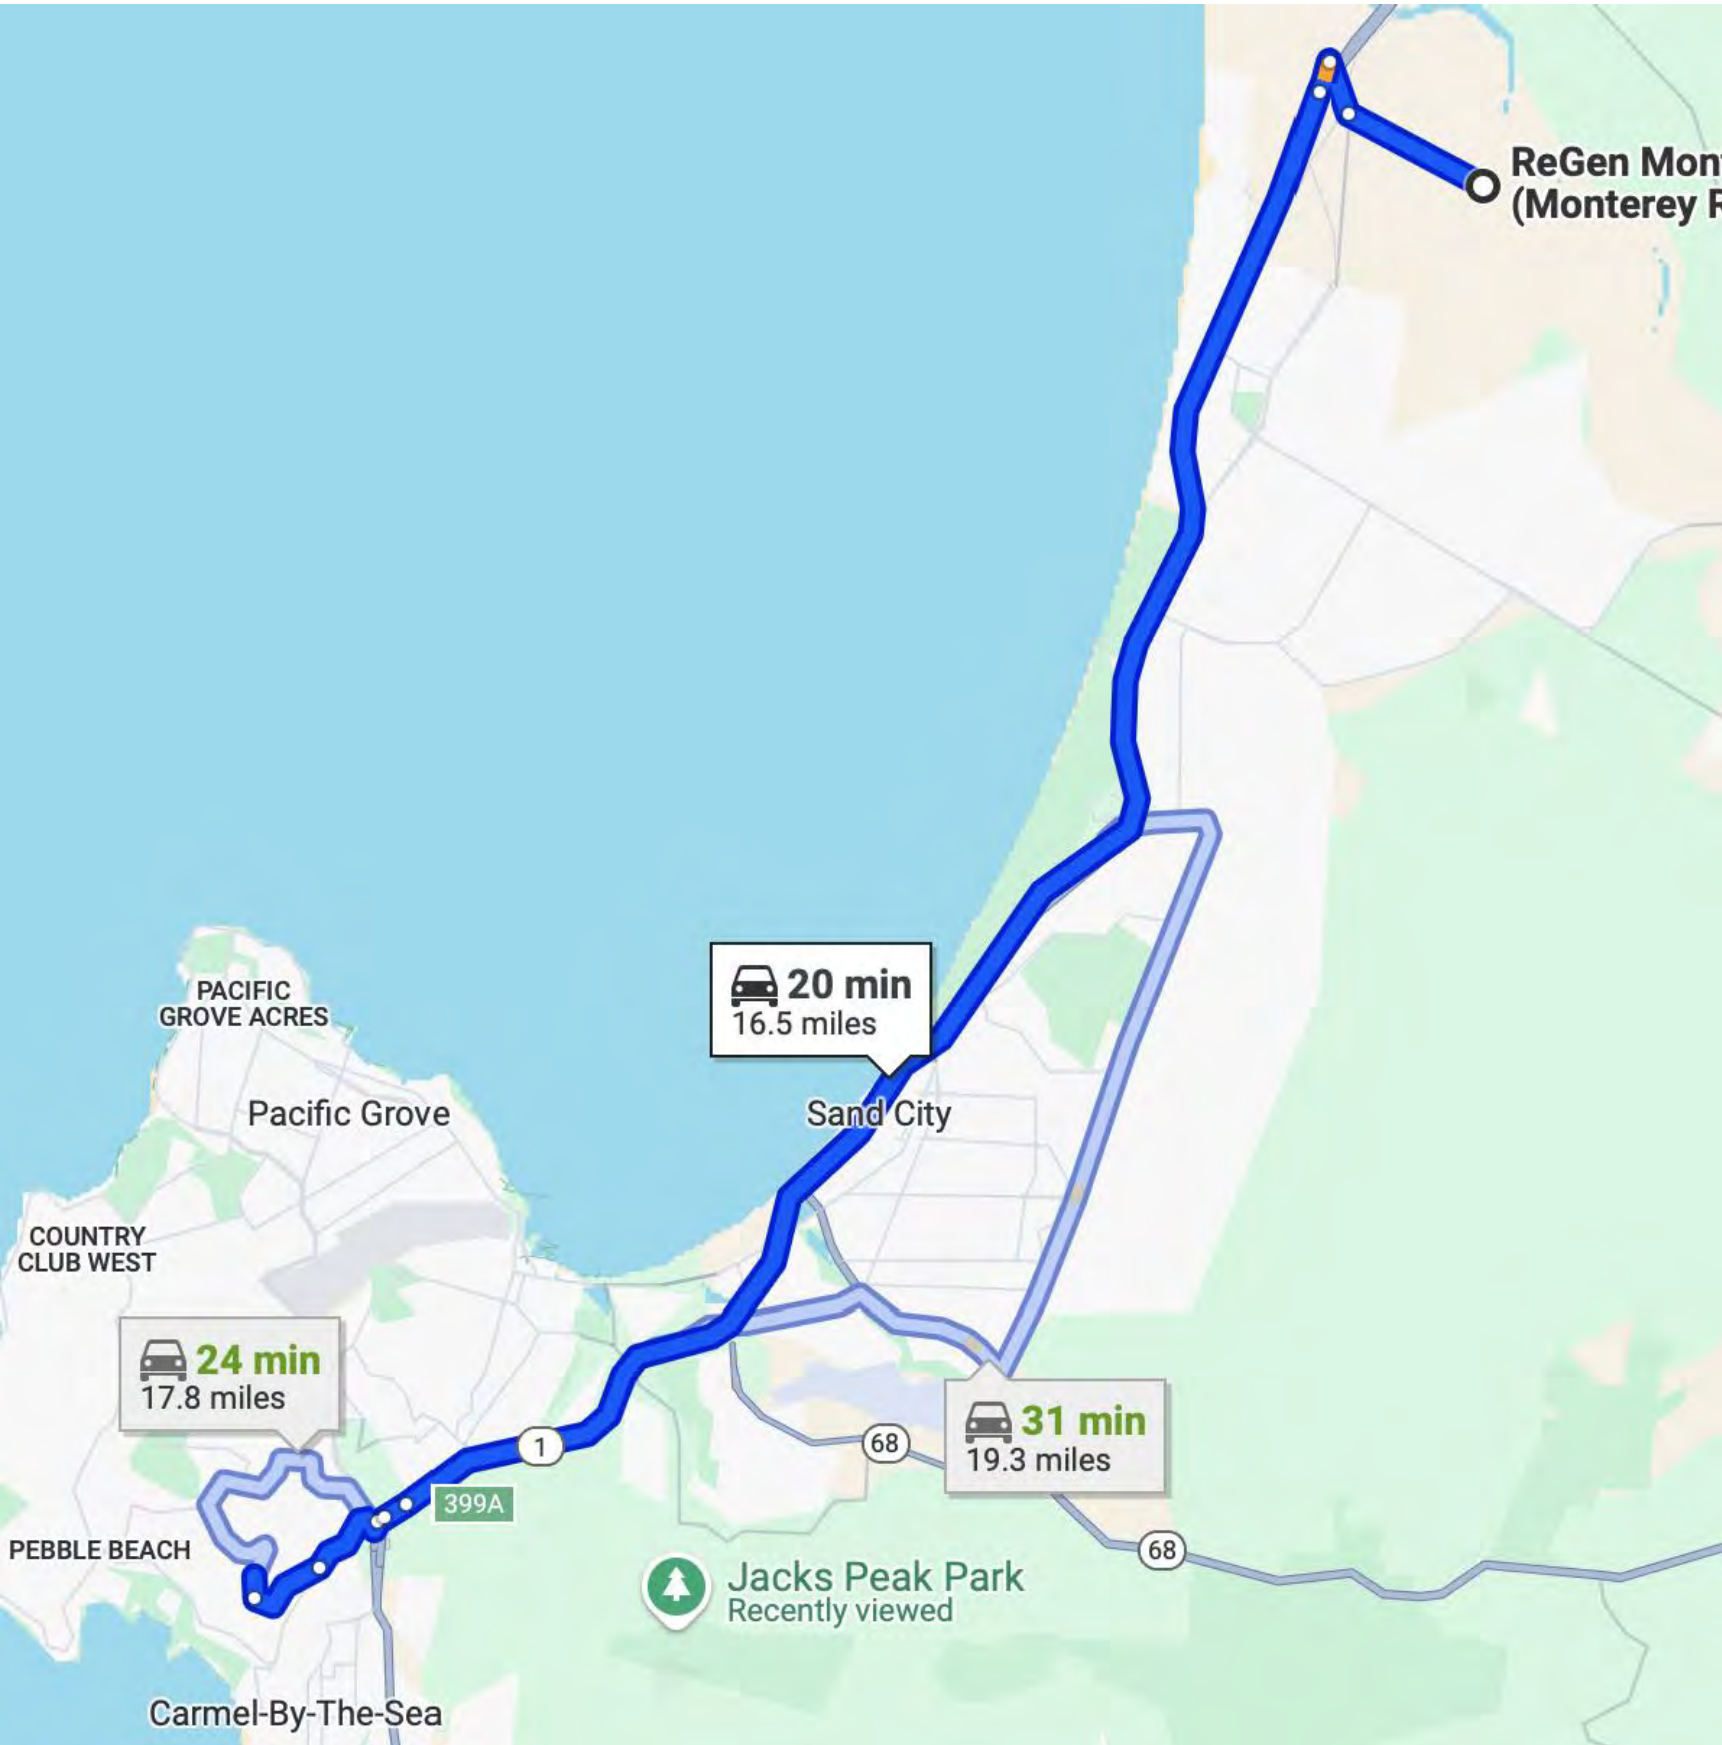 ReGen Mon
(Monterey R
20 min
16.5 miles
PACIFIC
GROVE ACRES
Pacific Grove
Sand City
COUNTRY
CLUB WEST
24 min
17.8 miles
31 min
19.3 miles
1
68
399A
68
PEBBLE BEACH
Jacks Peak Park
Recently viewed
Carmel-By-The-Sea